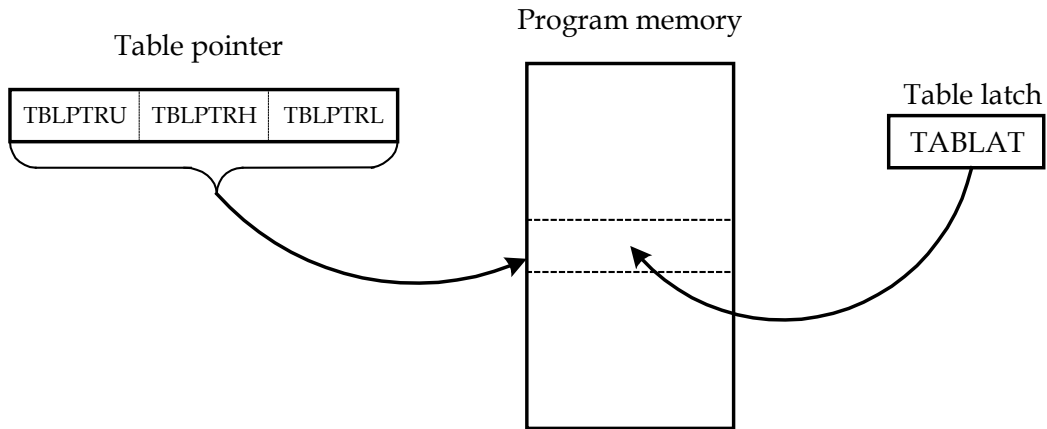 Program memory
Table pointer
TBLPTRU TBLPTRH TBLPTRL
Table latch
TABLAT